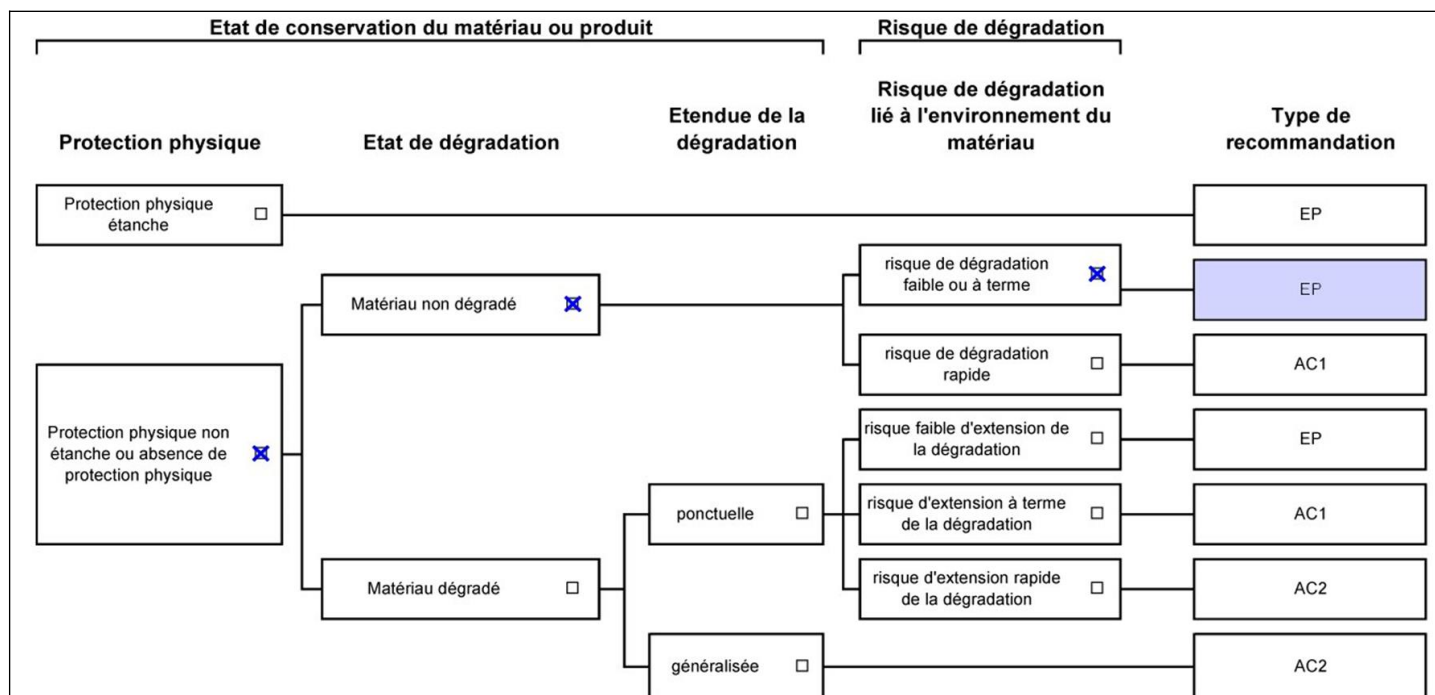 Etat de conservation du matériau ou produit
Risque de dégradation
Protection physique
Etat de dégradation
Etendue de la
dégradation
Risque de dégradation
lié à l'environnement du
matériau
Type de
recommandation
Protection physique
étanche
EP
Matériau non dégradé
risque de dégradation
faible ou à terme
EP
risque de dégradation
rapide
AC1
Protection physique non
étanche ou absence de
protection physique
risque faible d'extension de
la dégradation
EP
ponctuelle
risque d'extension à terme
de la dégradation
AC1
Matériau dégradé
risque d'extension rapide
de la dégradation
AC2
généralisée
AC2